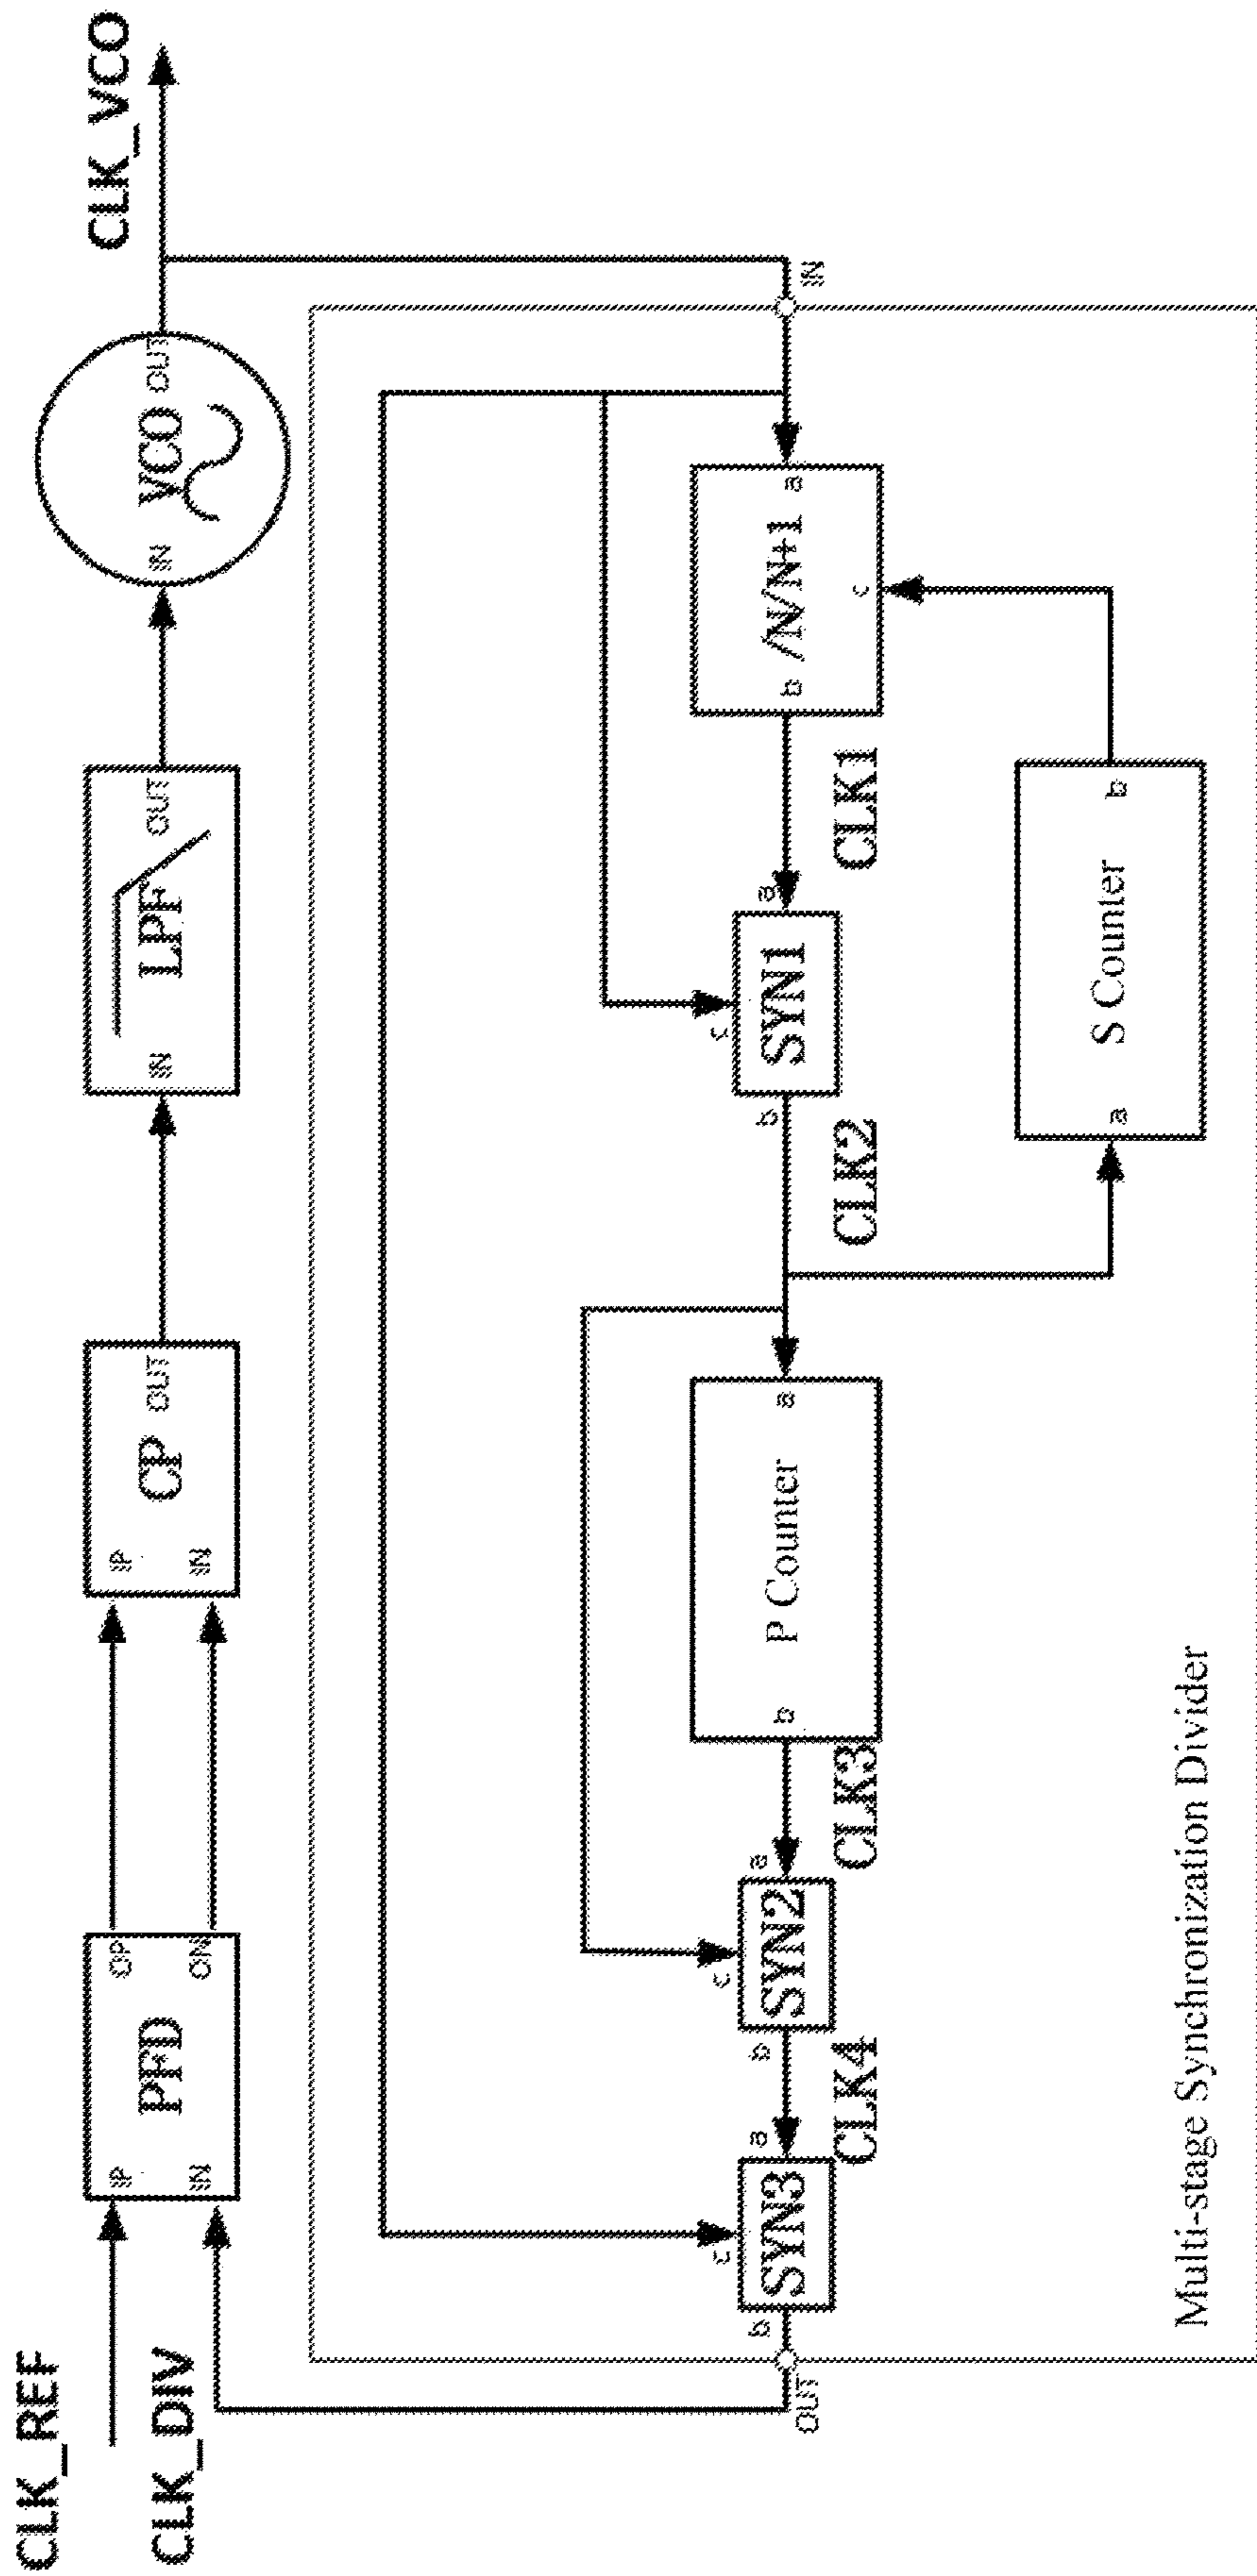 CLK_REF
CLK_DIV
IP
IN
PFD
OP
ON
IP
IN
CP
OUT
IN
LPF
OUT
IN
VCO
OUT
CLK_VCO
OUT
b
SYN3
c
a
CLK4
b
SYN2
c
a
CLK3
b
P Counter
a
CLK2
b
SYN1
c
a
CLK1
b
/N/N+1
a
c
IN
a
S Counter
b
Multi-stage Synchronization Divider